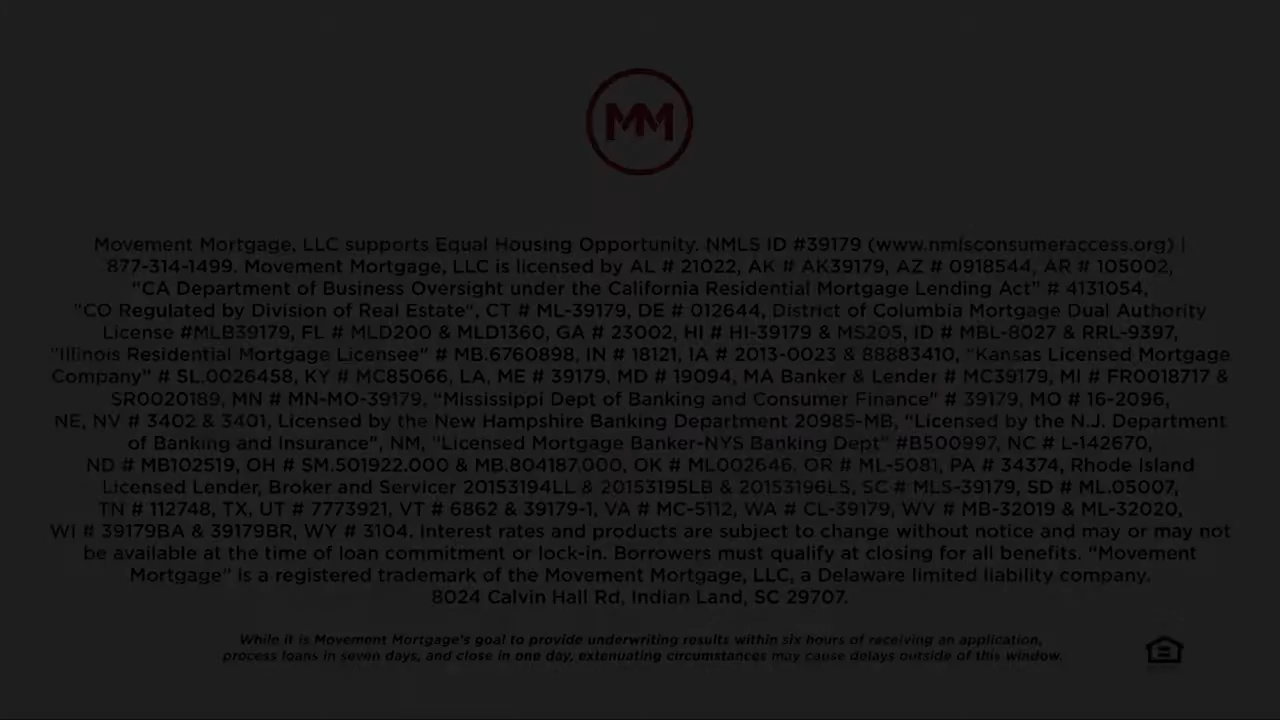 MM
Movement Mortgage, LLC supports Equal Housing Opportunity. NMLS ID #39179 (www.nmlsconsumeraccess.org) |
877-314-1499. Movement Mortgage, LLC is licensed by AL # 21022, AK # AK39179, AZ # 0918544, AR # 105002,
"CA Department of Business Oversight under the California Residential Mortgage Lending Act" # 4131054,
"CO Regulated by Division of Real Estate", CT # ML-39179, DE # 012644, District of Columbia Mortgage Dual Authority
License #MLB39179, FL # MLD200 & MLD1360, GA # 23002, HI # HI-39179 & MS205, ID # MBL-8027 & RRL-9397,
"Illinois Residential Mortgage Licensee" # MB.6760898, IN # 18121, IA # 2013-0023 & 88883410, "Kansas Licensed Mortgage
Company" # SL.0026458, KY # MC85066, LA, ME # 39179, MD # 19094, MA Banker & Lender # MC39179, MI # FR0018717 &
SR0020189, MN # MN-MO-39179, "Mississippi Dept of Banking and Consumer Finance" # 39179, MO # 16-2096,
NE, NV # 3402 & 3401, Licensed by the New Hampshire Banking Department 20985-MB, "Licensed by the N.J. Department
of Banking and Insurance", NM, "Licensed Mortgage Banker-NYS Banking Dept" #B500997, NC # L-142670,
ND # MB102519, OH # SM.501922.000 & MB.804187.000, OK # ML002646, OR # ML-5081, PA # 34374, Rhode Island
Licensed Lender, Broker and Servicer 20153194LL & 20153195LB & 20153196LS, SC # MLS-39179, SD # ML.05007,
TN # 112748, TX, UT # 7773921, VT # 6862 & 39179-1, VA # MC-5112, WA # CL-39179, WV # MB-32019 & ML-32020,
WI # 39179BA & 39179BR, WY # 3104. Interest rates and products are subject to change without notice and may or may not
be available at the time of loan commitment or lock-in. Borrowers must qualify at closing for all benefits. "Movement
Mortgage" is a registered trademark of the Movement Mortgage, LLC, a Delaware limited liability company.
8024 Calvin Hall Rd, Indian Land, SC 29707.
While it is Movement Mortgage's goal to provide underwriting results within six hours of receiving an application,
process loans in seven days, and close in one day, extenuating circumstances may cause delays outside of this window.